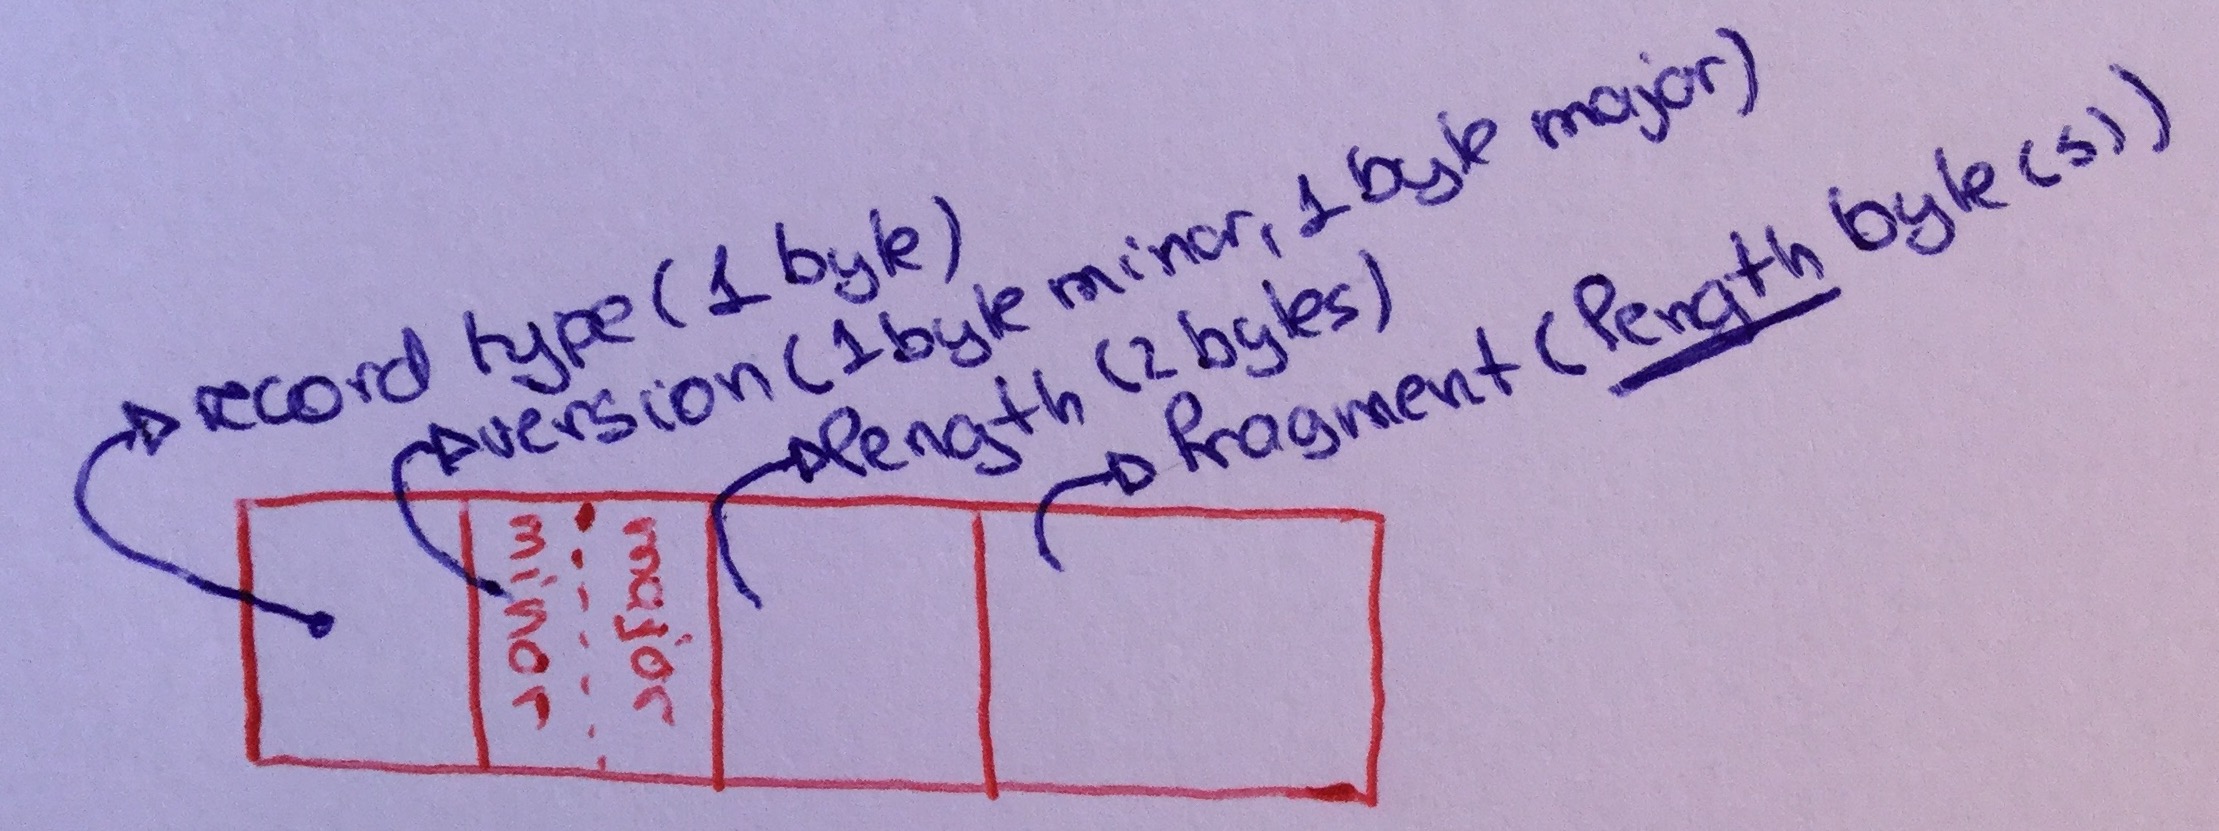 record type (1 byte)
version (1 byte minor, 1 byte major)
length (2 bytes)
fragment (length byte(s))
minor
major